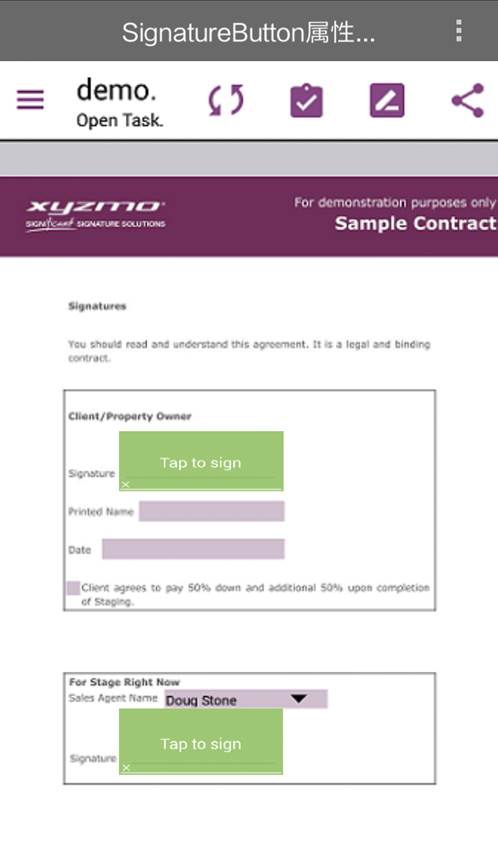 SignatureButton属性...
demo.
Open Task.
xyzmo
SIGNificant SIGNATURE SOLUTIONS
For demonstration purposes only
Sample Contract
Signatures
You should read and understand this agreement. It is a legal and binding
contract.
Client/Property Owner
Tap to sign
Signature
Printed Name
Date
Client agrees to pay 50% down and additional 50% upon completion
of Staging.
For Stage Right Now
Sales Agent Name Doug Stone
Tap to sign
Signature